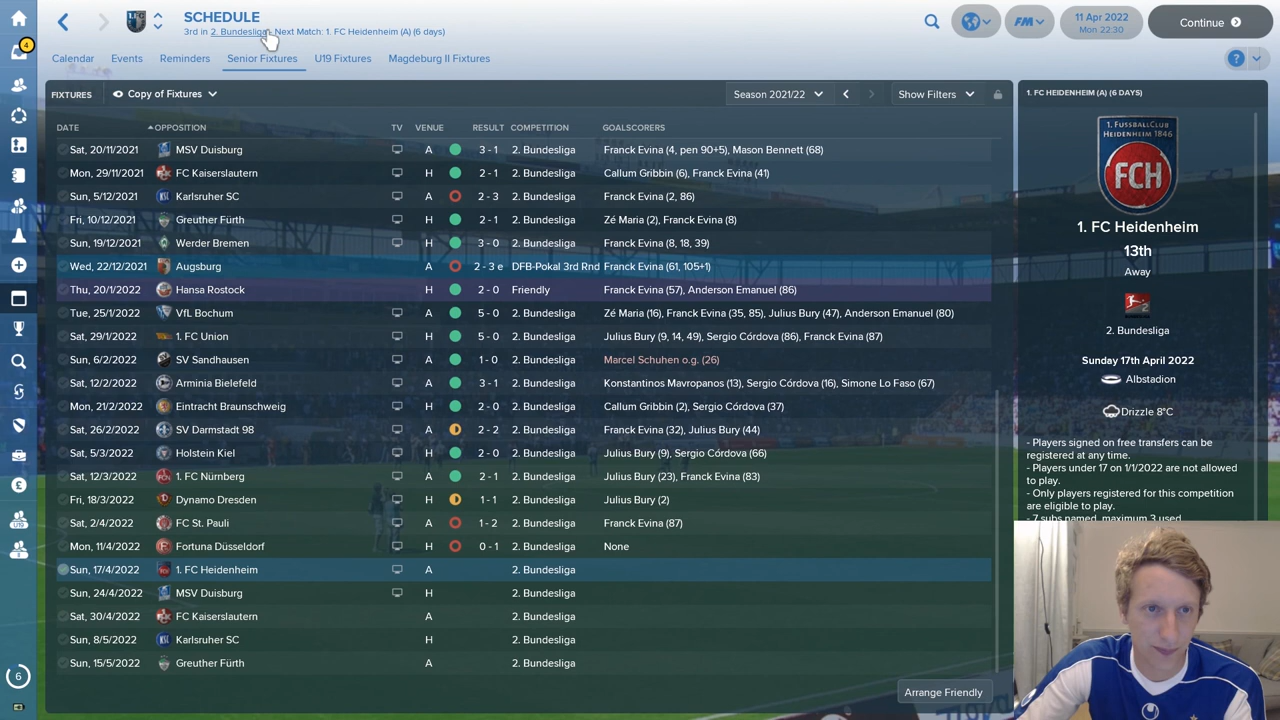 SCHEDULE
3rd in 2. Bundesliga. Next Match: 1. FC Heidenheim (A) (6 days)
FM
11 Apr 2022
Mon 22:30
Continue
4
Calendar Events Reminders Senior Fixtures U19 Fixtures Magdeburg II Fixtures
?
FIXTURES Copy of Fixtures Season 2021/22 Show Filters
DATE OPPOSITION TV VENUE RESULT COMPETITION GOALSCORERS
Sat, 20/11/2021 MSV Duisburg A 3 - 1 2. Bundesliga Franck Evina (4, pen 90+5), Mason Bennett (68)
Mon, 29/11/2021 FC Kaiserslautern H 2 - 1 2. Bundesliga Callum Gribbin (6), Franck Evina (41)
Sun, 5/12/2021 Karlsruher SC A 2 - 3 2. Bundesliga Franck Evina (2, 86)
Fri, 10/12/2021 Greuther Fürth H 2 - 1 2. Bundesliga Zé Maria (2), Franck Evina (8)
Sun, 19/12/2021 Werder Bremen H 3 - 0 2. Bundesliga Franck Evina (8, 18, 39)
Wed, 22/12/2021 Augsburg A 2 - 3 e DFB-Pokal 3rd Rnd Franck Evina (61, 105+1)
Thu, 20/1/2022 Hansa Rostock H 2 - 0 Friendly Franck Evina (57), Anderson Emanuel (86)
Tue, 25/1/2022 VfL Bochum A 5 - 0 2. Bundesliga Zé Maria (16), Franck Evina (35, 85), Julius Bury (47), Anderson Emanuel (80)
Sat, 29/1/2022 1. FC Union H 5 - 0 2. Bundesliga Julius Bury (9, 14, 49), Sergio Córdova (86), Franck Evina (87)
Sun, 6/2/2022 SV Sandhausen A 1 - 0 2. Bundesliga Marcel Schuhen o.g. (26)
Sat, 12/2/2022 Arminia Bielefeld A 3 - 1 2. Bundesliga Konstantinos Mavropanos (13), Sergio Córdova (16), Simone Lo Faso (67)
Mon, 21/2/2022 Eintracht Braunschweig H 2 - 0 2. Bundesliga Callum Gribbin (2), Sergio Córdova (37)
Sat, 26/2/2022 SV Darmstadt 98 A 2 - 2 2. Bundesliga Franck Evina (32), Julius Bury (44)
Sat, 5/3/2022 Holstein Kiel H 2 - 0 2. Bundesliga Julius Bury (9), Sergio Córdova (66)
Sat, 12/3/2022 1. FC Nürnberg A 2 - 1 2. Bundesliga Julius Bury (23), Franck Evina (83)
Fri, 18/3/2022 Dynamo Dresden H 1 - 1 2. Bundesliga Julius Bury (2)
Sat, 2/4/2022 FC St. Pauli A 1 - 2 2. Bundesliga Franck Evina (87)
Mon, 11/4/2022 Fortuna Düsseldorf H 0 - 1 2. Bundesliga None
Sun, 17/4/2022 1. FC Heidenheim A 2. Bundesliga
Sun, 24/4/2022 MSV Duisburg H 2. Bundesliga
Sat, 30/4/2022 FC Kaiserslautern A 2. Bundesliga
Sun, 8/5/2022 Karlsruher SC H 2. Bundesliga
Sun, 15/5/2022 Greuther Fürth A 2. Bundesliga
Arrange Friendly
6
1. FC HEIDENHEIM (A) (6 DAYS)
1. FUSSBALLCLUB
HEIDENHEIM 1846
FCH
1. FC Heidenheim
13th
Away
2. Bundesliga
Sunday 17th April 2022
Albstadion
Drizzle 8°C
- Players signed on free transfers can be
registered at any time.
- Players under 17 on 1/1/2022 are not allowed
to play.
- Only players registered for this competition
are eligible to play.
- 7 subs named, maximum 3 used
U19
II